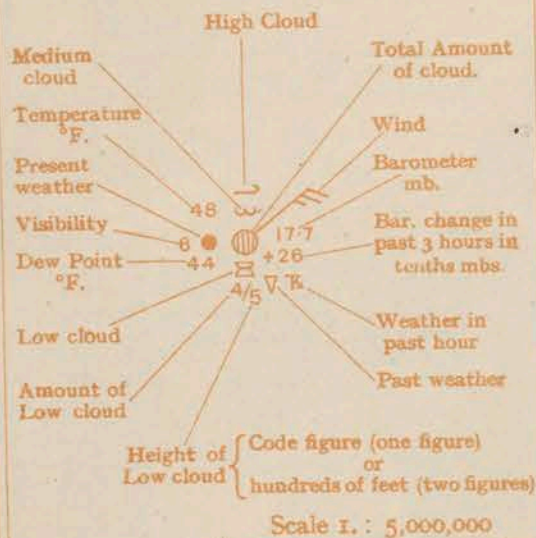 High Cloud
Medium
cloud
Total Amount
of cloud.
Temperature
°F.
Wind
Present
weather
Barometer
mb.
48
Visibility
6
17·7
Bar. change in
past 3 hours in
tenths mbs.
+26
Dew Point
°F.
44
4/5
Low cloud
Weather in
past hour
Amount of
Low cloud
Past weather
Height of
Low cloud
Code figure (one figure)
or
hundreds of feet (two figures)
Scale 1. : 5,000,000